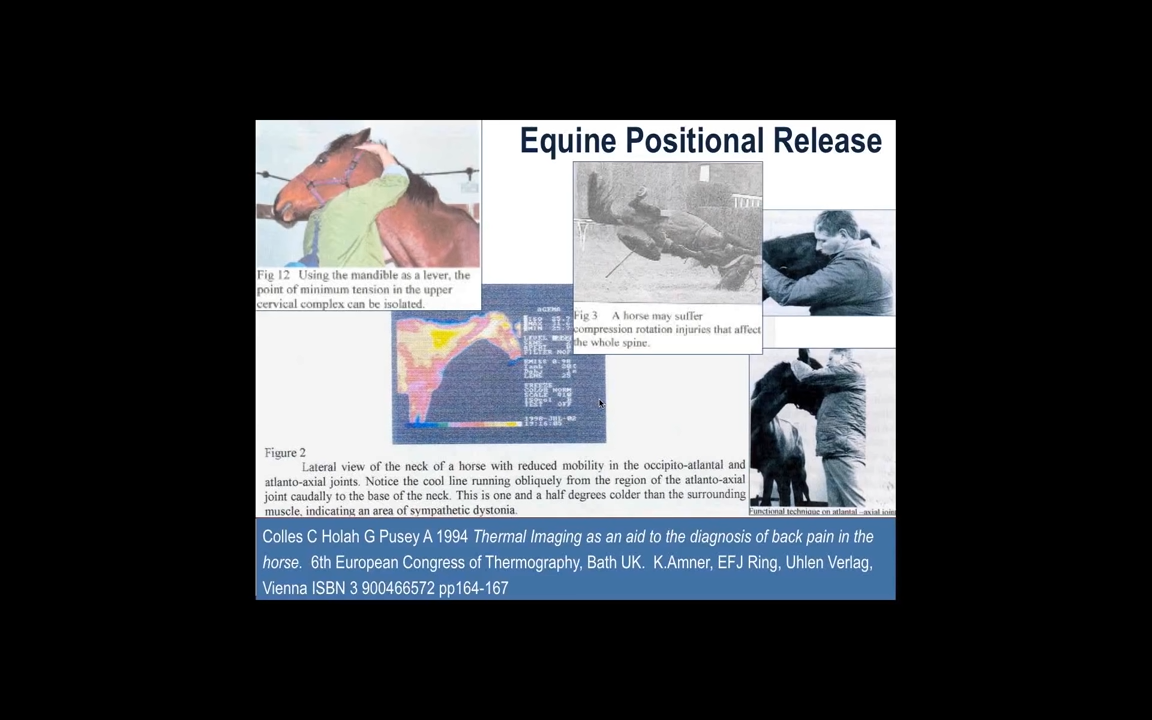 Equine Positional Release
Fig 12 Using the mandible as a lever, the
point of minimum tension in the upper
cervical complex can be isolated.
Fig 3 A horse may suffer
compression rotation injuries that affect
the whole spine.
FREEZE
1990-JUL-02
Figure 2
Lateral view of the neck of a horse with reduced mobility in the occipito-atlantal and
atlanto-axial joints. Notice the cool line running obliquely from the region of the atlanto-axial
joint caudally to the base of the neck. This is one and a half degrees colder than the surrounding
muscle, indicating an area of sympathetic dystonia.
Functional technique on atlantal -axial joint
Colles C Holah G Pusey A 1994 Thermal Imaging as an aid to the diagnosis of back pain in the
horse. 6th European Congress of Thermography, Bath UK. K.Amner, EFJ Ring, Uhlen Verlag,
Vienna ISBN 3 900466572 pp164-167